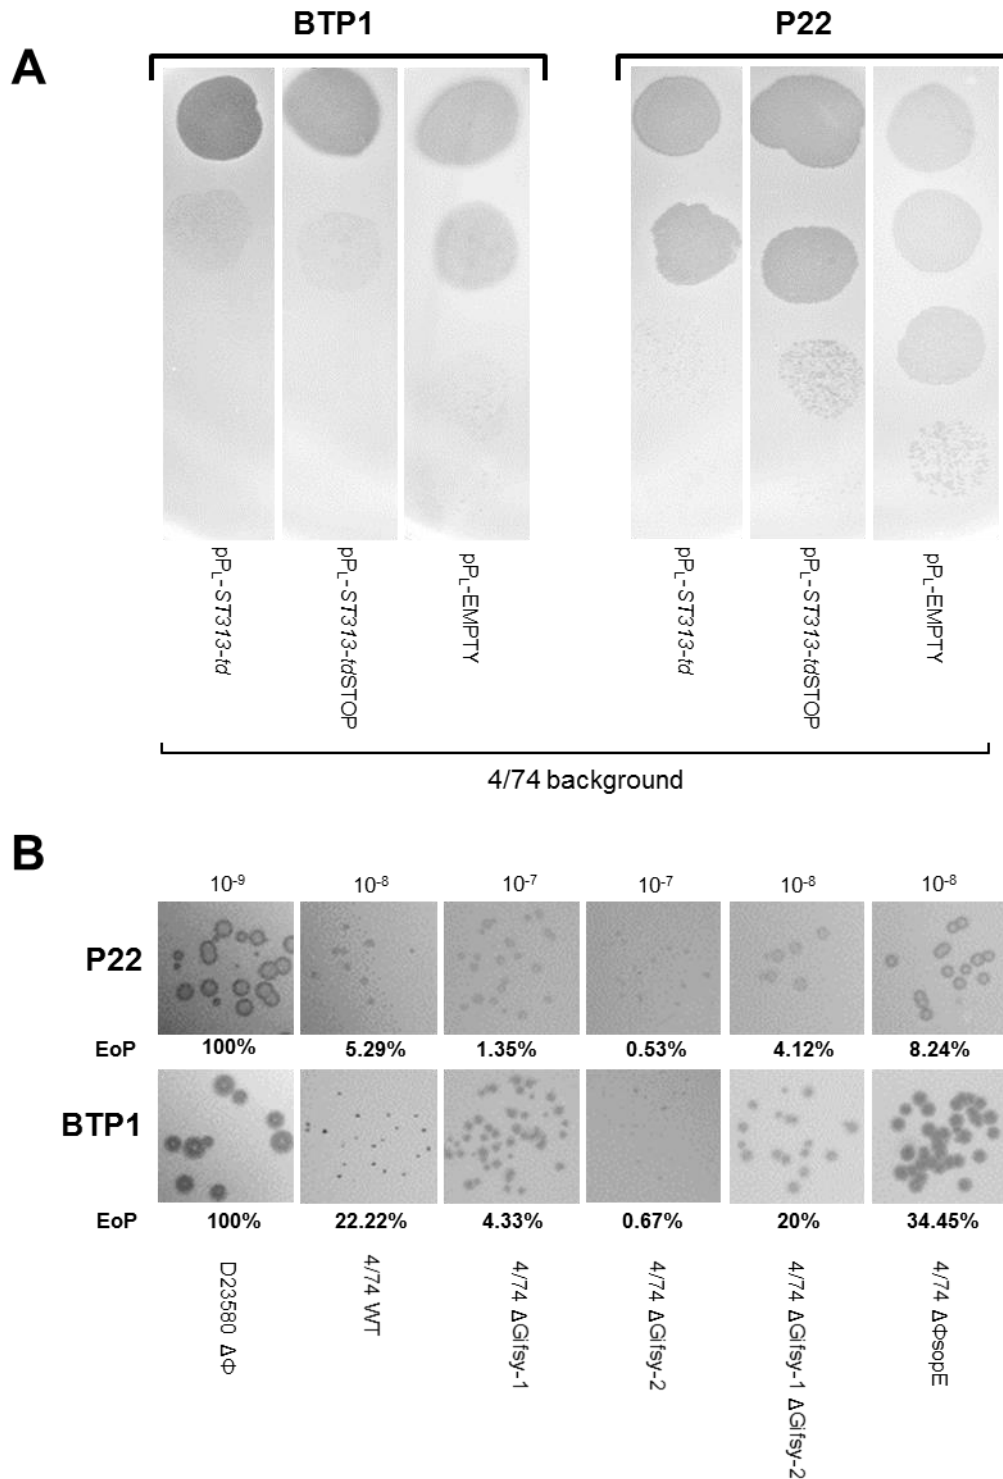 BTP1 P22
A
pPL-ST313-td pPL-ST313-tdSTOP pPL-EMPTY pPL-ST313-td pPL-ST313-tdSTOP pPL-EMPTY
4/74 background
B
10-9 10-8 10-7 10-7 10-8 10-8
P22
EoP 100% 5.29% 1.35% 0.53% 4.12% 8.24%
BTP1
EoP 100% 22.22% 4.33% 0.67% 20% 34.45%
D23580 ΔΦ 4/74 WT 4/74 ΔGifsy-1 4/74 ΔGifsy-2 4/74 ΔGifsy-1 ΔGifsy-2 4/74 ΔΦsopE